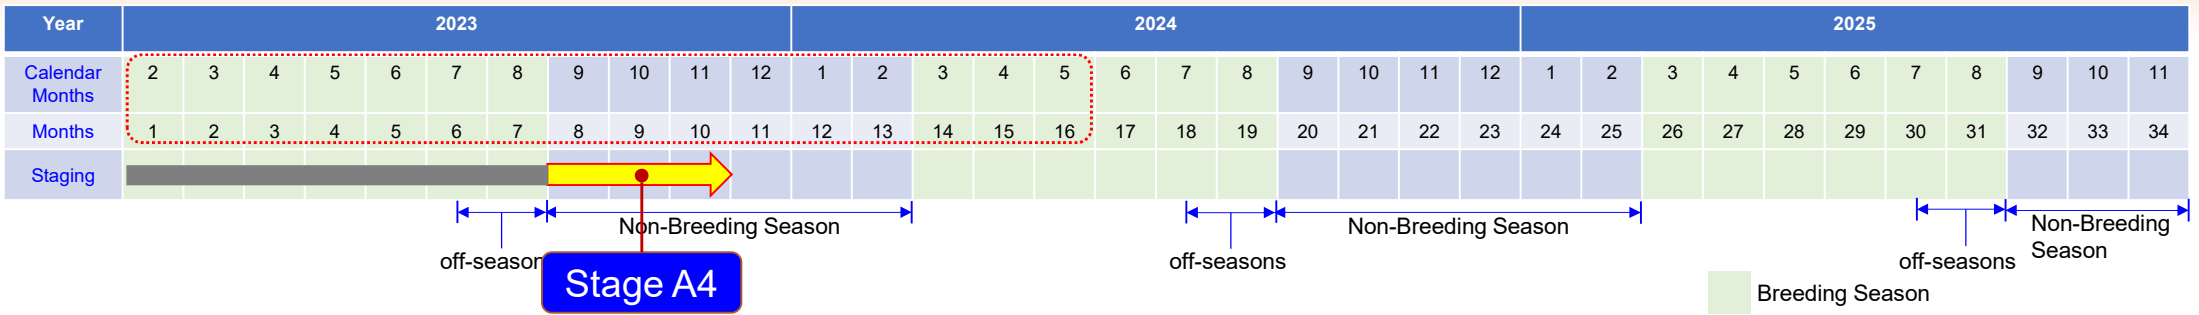 Year 2023 2024 2025
Calendar Months 2 3 4 5 6 7 8 9 10 11 12 1 2 3 4 5 6 7 8 9 10 11 12 1 2 3 4 5 6 7 8 9 10 11
Months 1 2 3 4 5 6 7 8 9 10 11 12 13 14 15 16 17 18 19 20 21 22 23 24 25 26 27 28 29 30 31 32 33 34
Staging
Non-Breeding Season
Non-Breeding Season
Non-Breeding
Season
off-season
off-seasons
off-seasons
Stage A4
Breeding Season